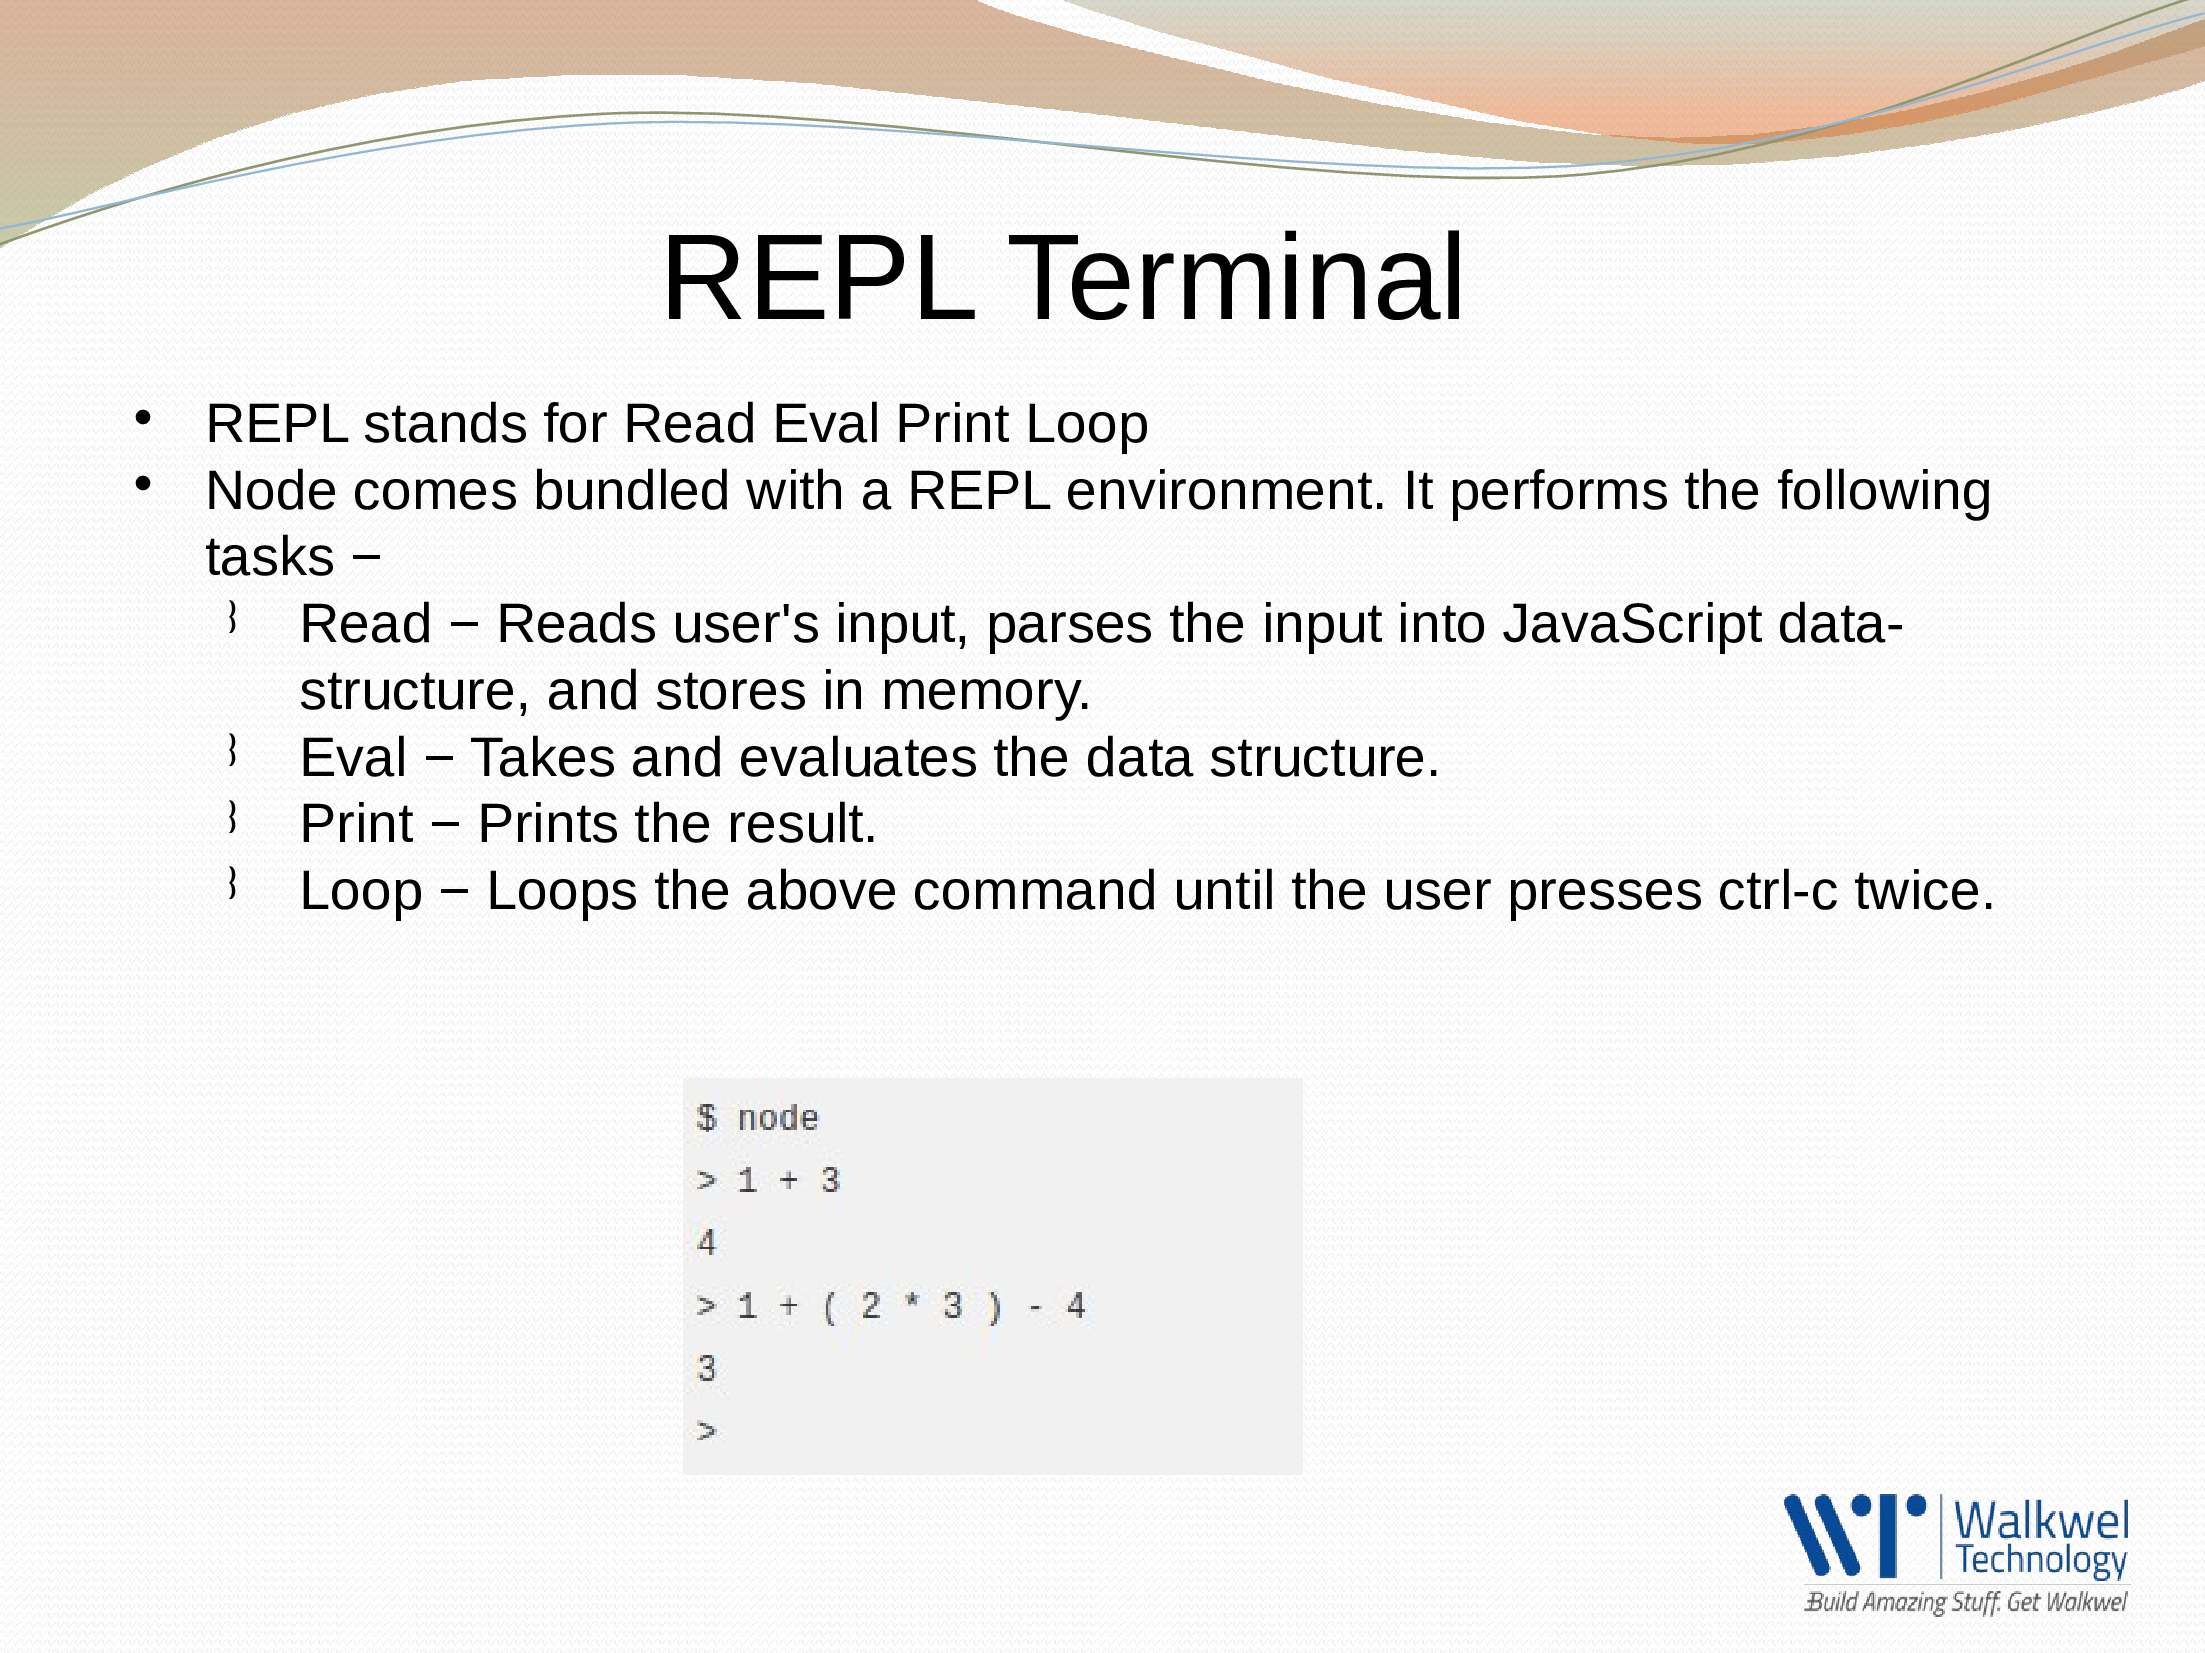 REPL Terminal
• REPL stands for Read Eval Print Loop
• Node comes bundled with a REPL environment. It performs the following
tasks −
Read − Reads user's input, parses the input into JavaScript data-
structure, and stores in memory.
Eval − Takes and evaluates the data structure.
Print − Prints the result.
Loop − Loops the above command until the user presses ctrl-c twice.
$ node
> 1 + 3
4
> 1 + ( 2 * 3 ) - 4
3
>
Walkwel
Technology
Build Amazing Stuff. Get Walkwel